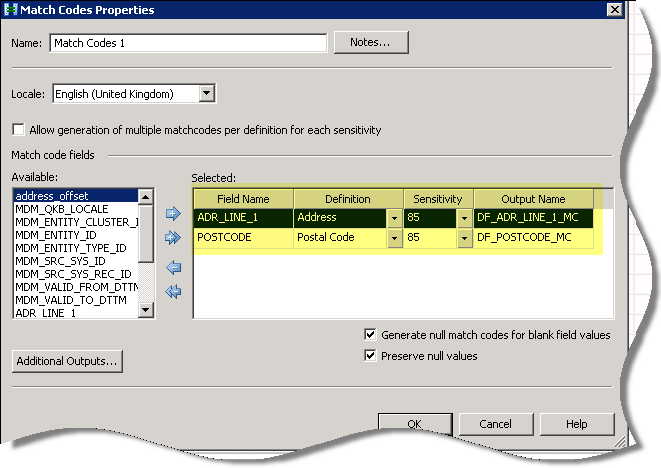 Match Codes Properties
Name: Match Codes 1 Notes...
Locale: English (United Kingdom)
Allow generation of multiple matchcodes per definition for each sensitivity
Match code fields
Available:
address_offset
MDM_QKB_LOCALE
MDM_ENTITY_CLUSTER_I
MDM_ENTITY_ID
MDM_ENTITY_TYPE_ID
MDM_SRC_SYS_ID
MDM_SRC_SYS_REC_ID
MDM_VALID_FROM_DTTM
MDM_VALID_TO_DTTM
ADR_LINE_1
Selected:
Field Name Definition Sensitivity Output Name
ADR_LINE_1 Address 85 DF_ADR_LINE_1_MC
POSTCODE Postal Code 85 DF_POSTCODE_MC
Generate null match codes for blank field values
Preserve null values
Additional Outputs...
OK Cancel Help